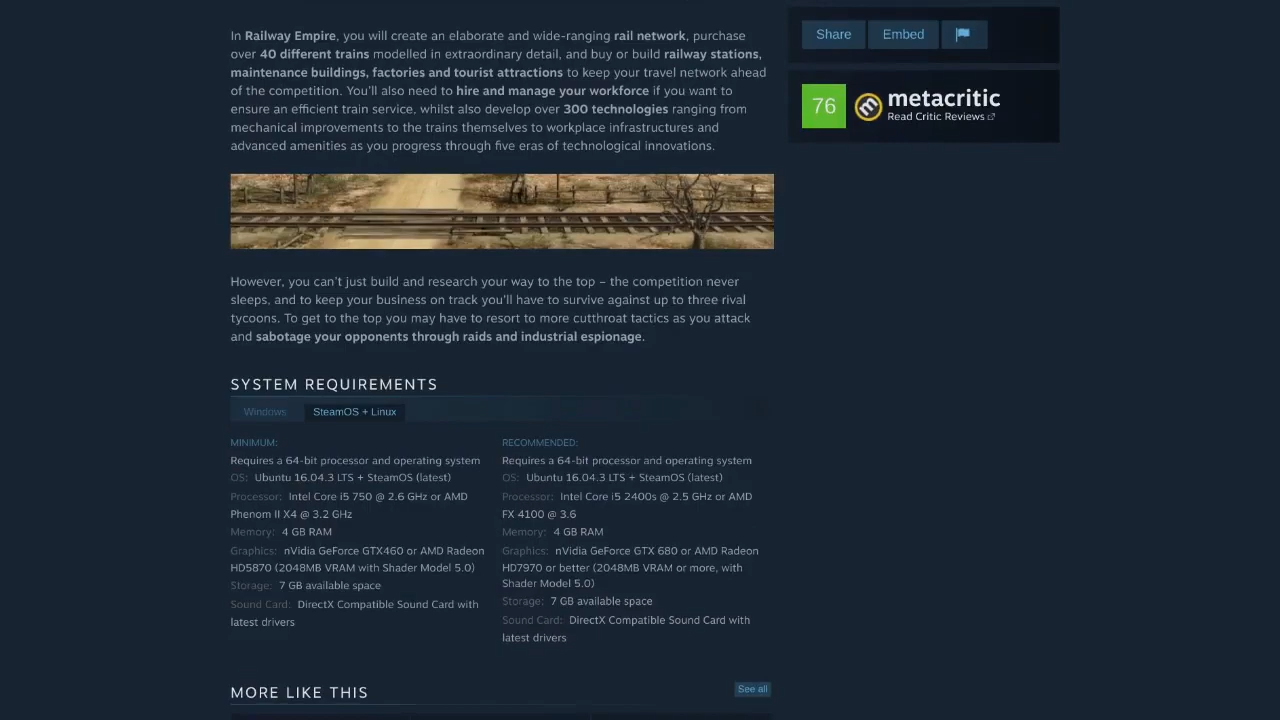 In Railway Empire, you will create an elaborate and wide-ranging rail network, purchase
over 40 different trains modelled in extraordinary detail, and buy or build railway stations,
maintenance buildings, factories and tourist attractions to keep your travel network ahead
of the competition. You'll also need to hire and manage your workforce if you want to
ensure an efficient train service, whilst also develop over 300 technologies ranging from
mechanical improvements to the trains themselves to workplace infrastructures and
advanced amenities as you progress through five eras of technological innovations.
However, you can't just build and research your way to the top – the competition never
sleeps, and to keep your business on track you'll have to survive against up to three rival
tycoons. To get to the top you may have to resort to more cutthroat tactics as you attack
and sabotage your opponents through raids and industrial espionage.
SYSTEM REQUIREMENTS
Windows SteamOS + Linux
MINIMUM:
Requires a 64-bit processor and operating system
OS: Ubuntu 16.04.3 LTS + SteamOS (latest)
Processor: Intel Core i5 750 @ 2.6 GHz or AMD
Phenom II X4 @ 3.2 GHz
Memory: 4 GB RAM
Graphics: nVidia GeForce GTX460 or AMD Radeon
HD5870 (2048MB VRAM with Shader Model 5.0)
Storage: 7 GB available space
Sound Card: DirectX Compatible Sound Card with
latest drivers
RECOMMENDED:
Requires a 64-bit processor and operating system
OS: Ubuntu 16.04.3 LTS + SteamOS (latest)
Processor: Intel Core i5 2400s @ 2.5 GHz or AMD
FX 4100 @ 3.6
Memory: 4 GB RAM
Graphics: nVidia GeForce GTX 680 or AMD Radeon
HD7970 or better (2048MB VRAM or more, with
Shader Model 5.0)
Storage: 7 GB available space
Sound Card: DirectX Compatible Sound Card with
latest drivers
MORE LIKE THIS
See all
Share Embed
76
metacritic
Read Critic Reviews